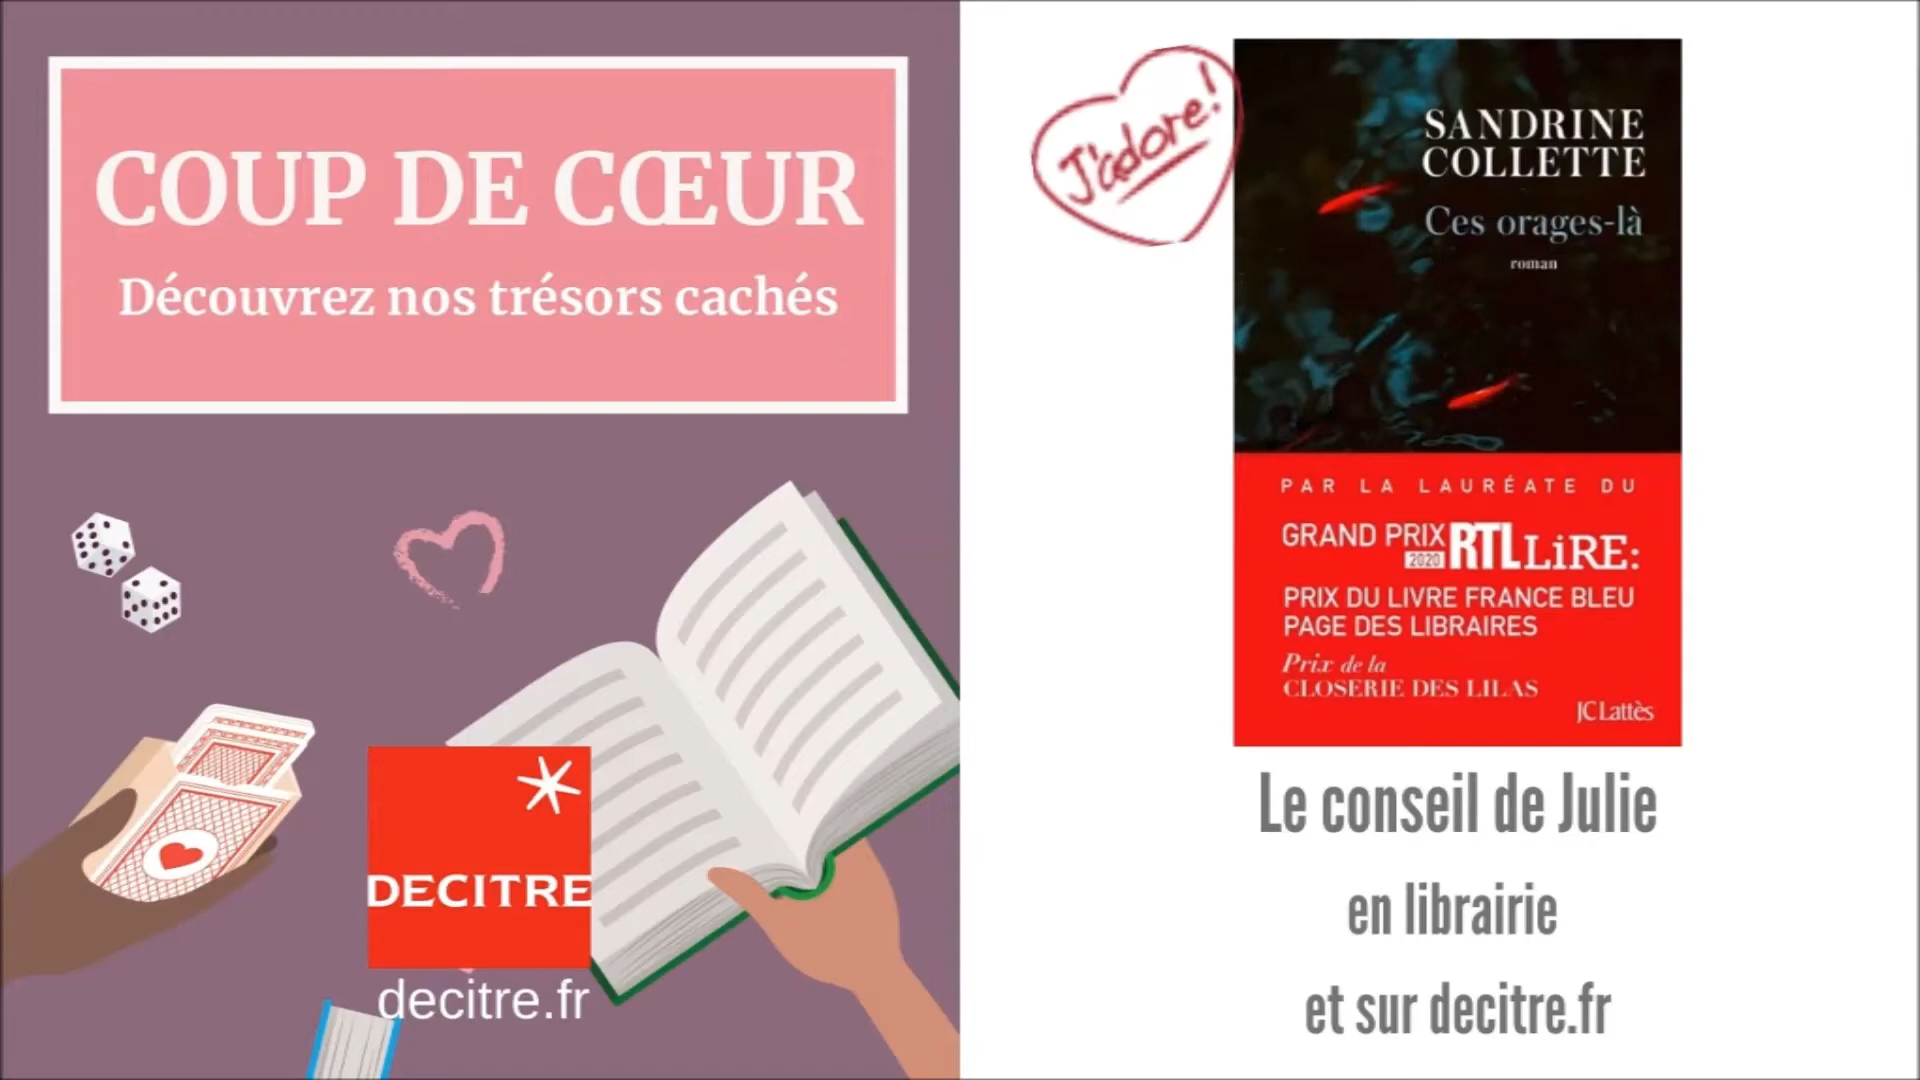 COUP DE CŒUR
Découvrez nos trésors cachés
DECITRE
decitre.fr
J'adore!
SANDRINE
COLLETTE
Ces orages-là
roman
PAR LA LAURÉATE DU
GRAND PRIX RTL LiRE:
2020
PRIX DU LIVRE FRANCE BLEU
PAGE DES LIBRAIRES
Prix de la
CLOSERIE DES LILAS
JC Lattès
Le conseil de Julie
en librairie
et sur decitre.fr